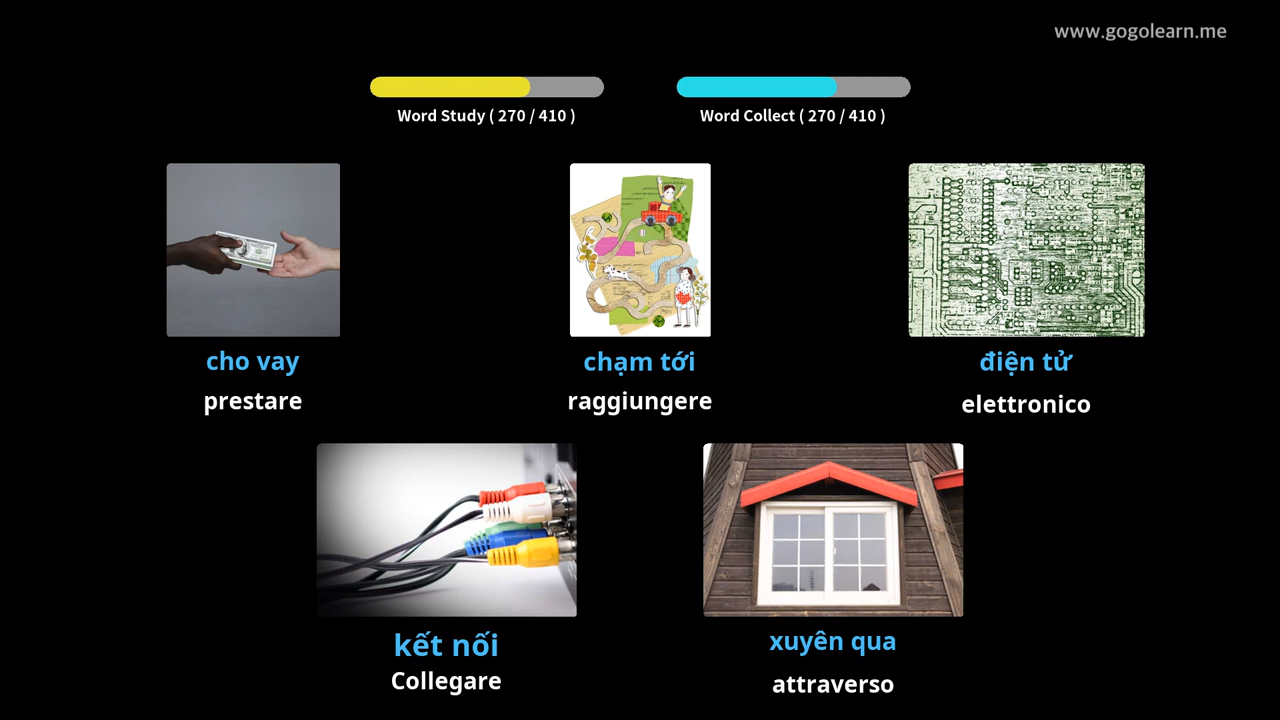 www.gogolearn.me
Word Study ( 270 / 410 )
Word Collect ( 270 / 410 )
cho vay
prestare
chạm tới
raggiungere
điện tử
elettronico
kết nối
Collegare
xuyên qua
attraverso